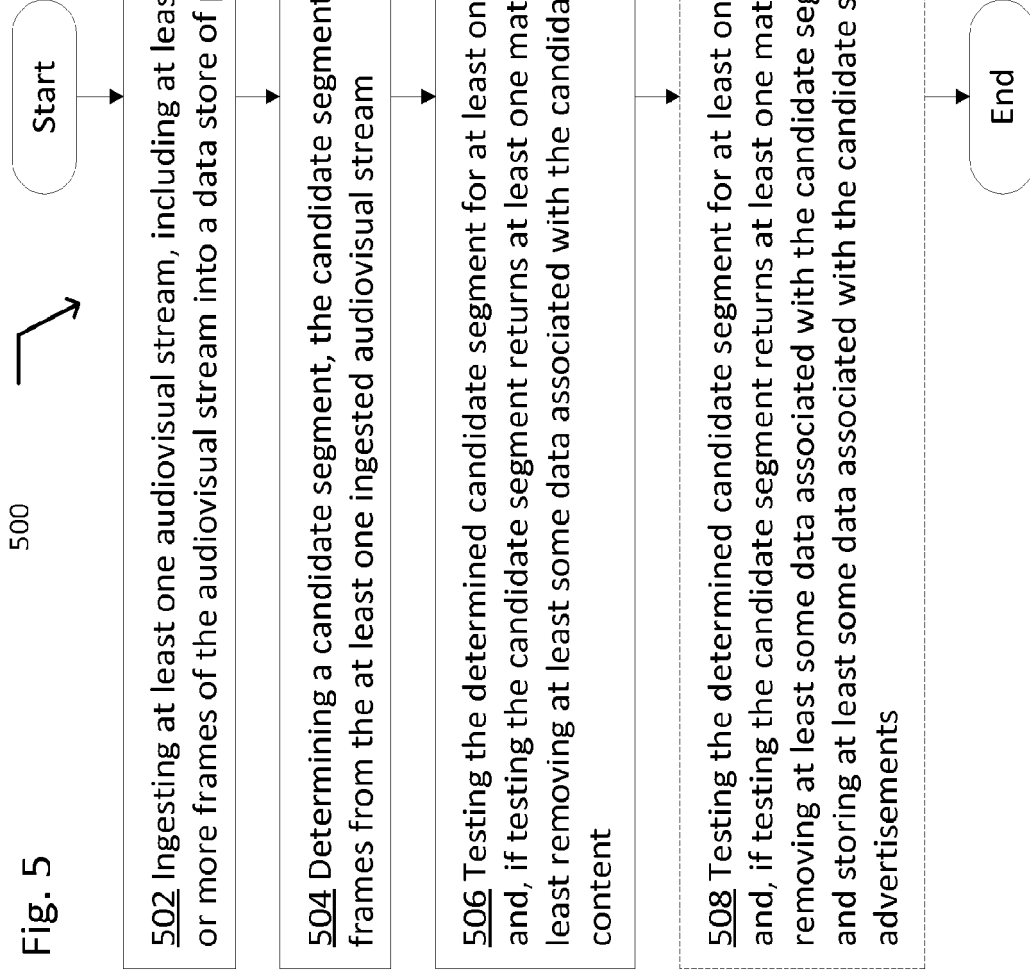 Fig. 5
500
Start
502 Ingesting at least one audiovisual stream, including at leas
or more frames of the audiovisual stream into a data store of
504 Determining a candidate segment, the candidate segment
frames from the at least one ingested audiovisual stream
506 Testing the determined candidate segment for at least on
and, if testing the candidate segment returns at least one mat
least removing at least some data associated with the candida
content
508 Testing the determined candidate segment for at least on
and, if testing the candidate segment returns at least one mat
removing at least some data associated with the candidate seg
and storing at least some data associated with the candidate s
advertisements
End